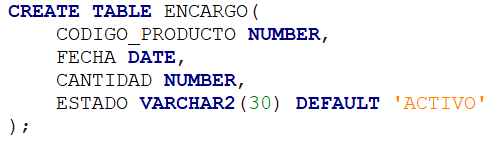 CREATE TABLE ENCARGO(
    CODIGO_PRODUCTO NUMBER,
    FECHA DATE,
    CANTIDAD NUMBER,
    ESTADO VARCHAR2(30) DEFAULT 'ACTIVO'
);